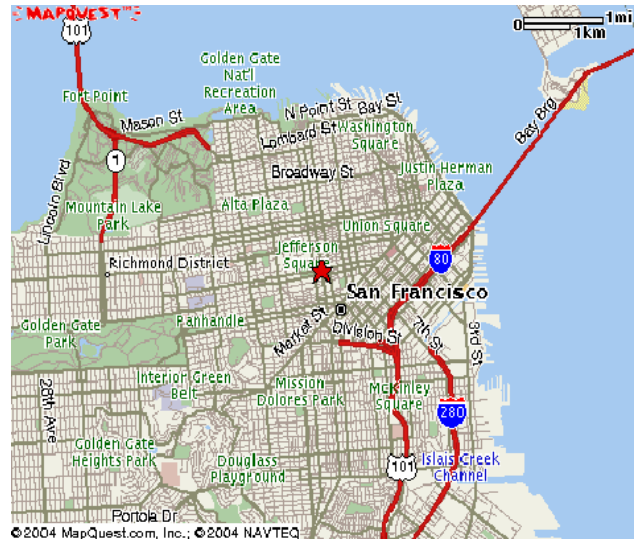 MAPQUEST
TM
0
1mi
1km
101
Golden Gate
Nat'l
Recreation
Area
Fort Point
Mason St
N Point St
Bay St
Lombard St
Washington
Square
Bay Brg
1
Broadway St
Justin Herman
Plaza
Lincoln Blvd
Mountain Lake
Park
Alta Plaza
Union Square
Jefferson
Square
80
Richmond District
San Francisco
Golden Gate
Park
Panhandle
Market St
Division St
7th St
3rd St
28th Ave
Interior Green
Belt
Mission
Dolores Park
McKinley
Square
280
Golden Gate
Heights Park
Douglass
Playground
101
Islais Creek
Channel
Portola Dr
©2004 MapQuest.com, Inc.; ©2004 NAVTEQ